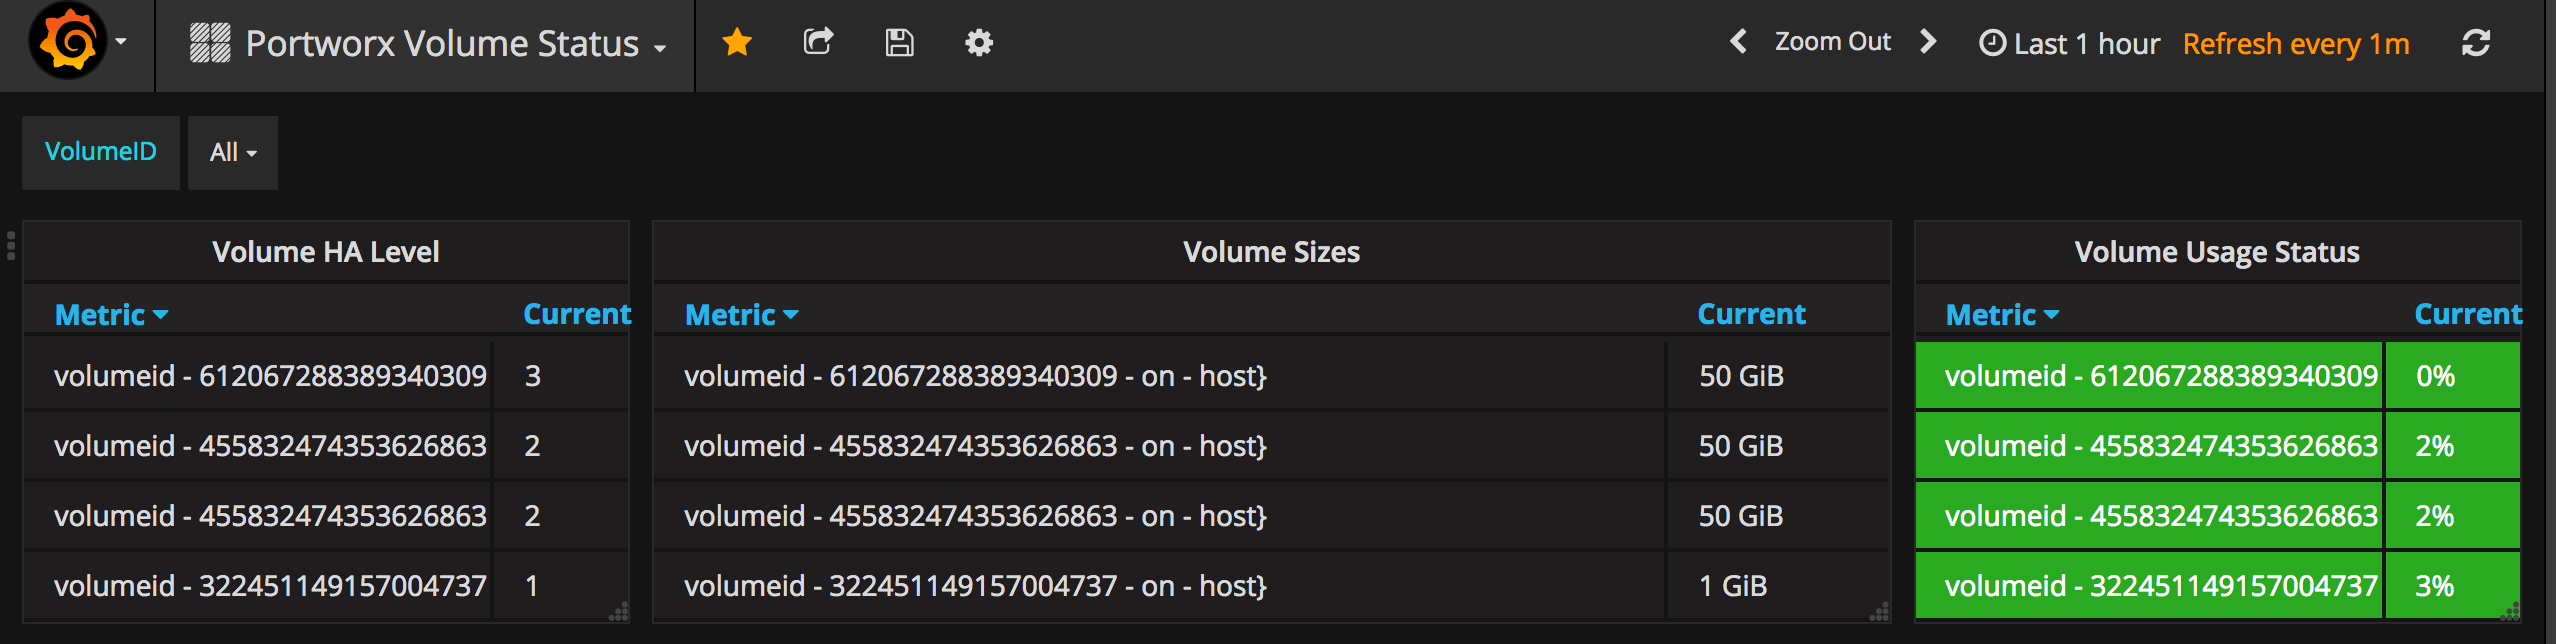 Portworx Volume Status
Zoom Out
Last 1 hour Refresh every 1m
VolumeID
All
Volume HA Level
Metric Current
volumeid - 612067288389340309 3
volumeid - 455832474353626863 2
volumeid - 455832474353626863 2
volumeid - 322451149157004737 1
Volume Sizes
Metric Current
volumeid - 612067288389340309 - on - host} 50 GiB
volumeid - 455832474353626863 - on - host} 50 GiB
volumeid - 455832474353626863 - on - host} 50 GiB
volumeid - 322451149157004737 - on - host} 1 GiB
Volume Usage Status
Metric Current
volumeid - 612067288389340309 0%
volumeid - 455832474353626863 2%
volumeid - 455832474353626863 2%
volumeid - 322451149157004737 3%